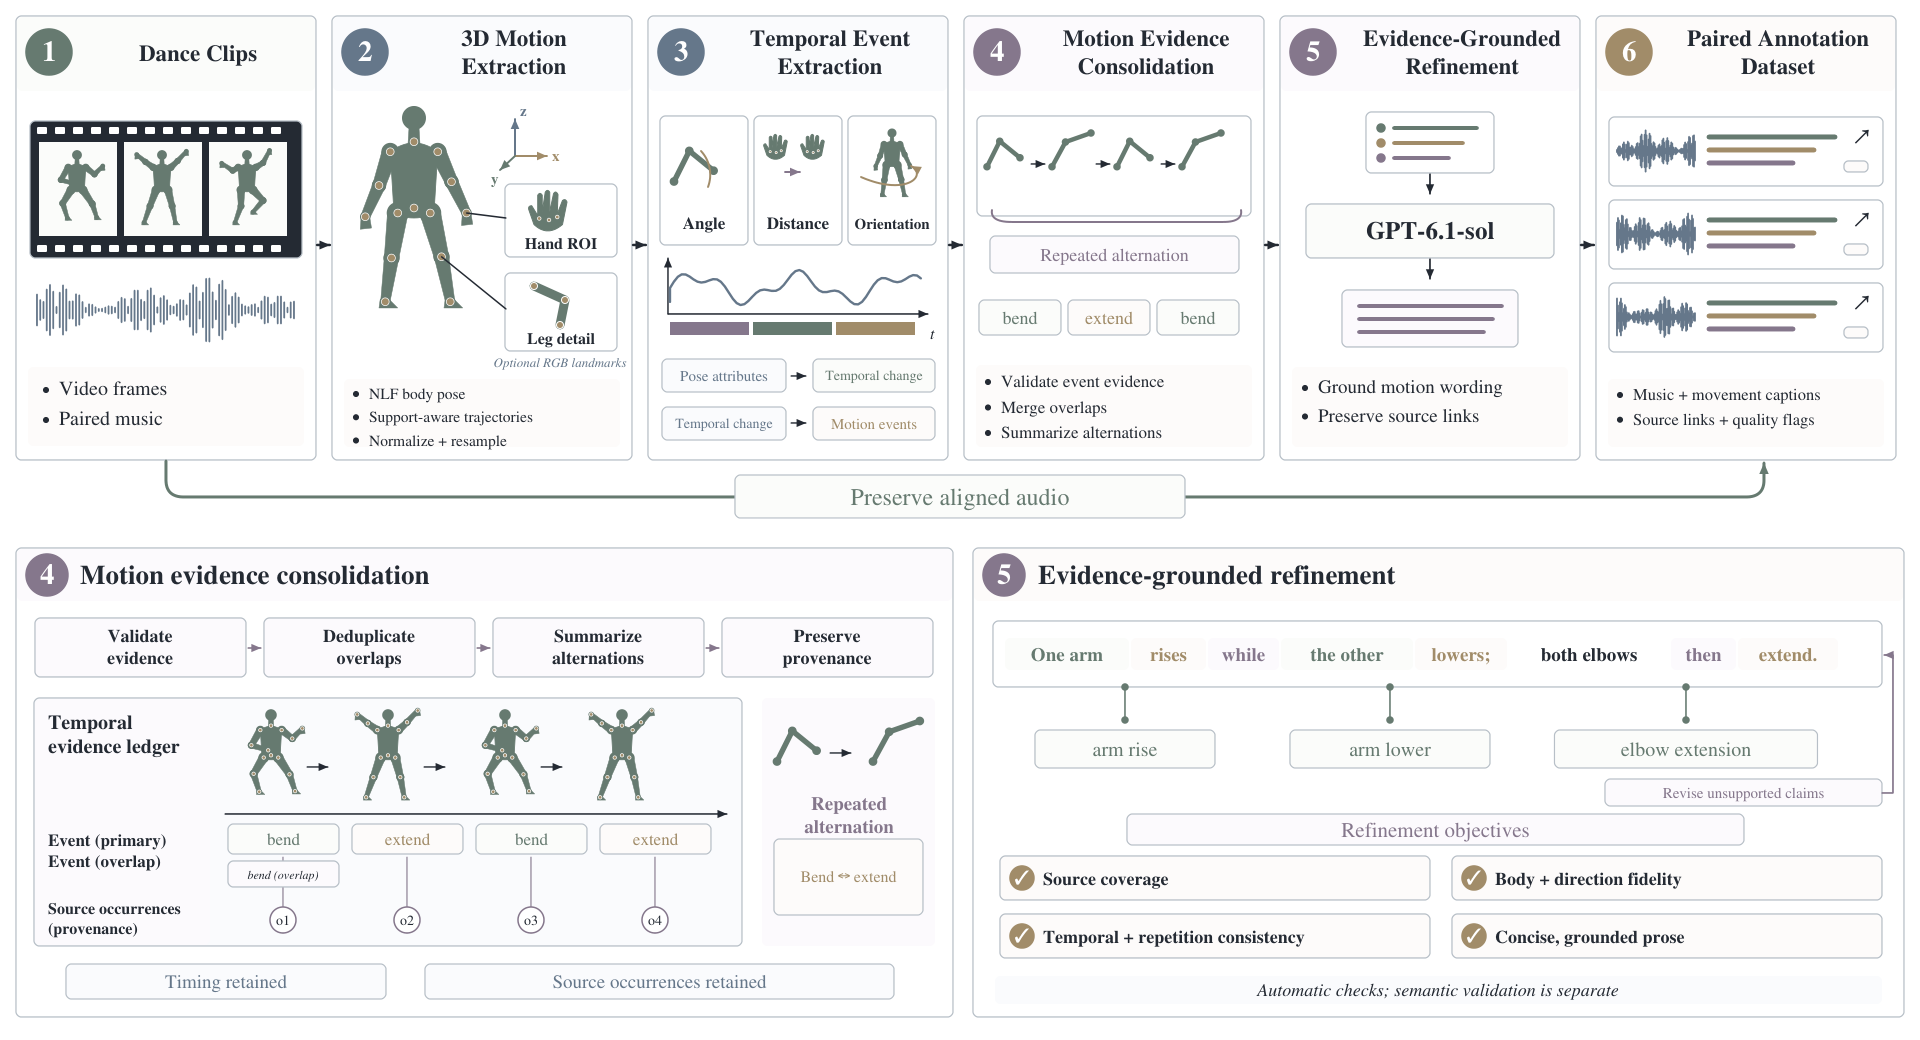 1
Dance Clips
Video frames
Paired music
2
3D Motion
Extraction
z
x
y
Hand ROI
Leg detail
Optional RGB landmarks
NLF body pose
Support-aware trajectories
Normalize + resample
3
Temporal Event
Extraction
Angle
Distance
Orientation
t
Pose attributes
Temporal change
Temporal change
Motion events
4
Motion Evidence
Consolidation
Repeated alternation
bend
extend
bend
Validate event evidence
Merge overlaps
Summarize alternations
5
Evidence-Grounded
Refinement
GPT-6.1-sol
Ground motion wording
Preserve source links
6
Paired Annotation
Dataset
Music + movement captions
Source links + quality flags
Preserve aligned audio
4
Motion evidence consolidation
Validate
evidence
Deduplicate
overlaps
Summarize
alternations
Preserve
provenance
Temporal
evidence ledger
Event (primary)
bend
extend
bend
extend
Event (overlap)
bend (overlap)
Source occurrences
(provenance)
o1
o2
o3
o4
Repeated
alternation
Bend ↔ extend
Timing retained
Source occurrences retained
5
Evidence-grounded refinement
One arm rises while the other lowers; both elbows then extend.
arm rise
arm lower
elbow extension
Revise unsupported claims
Refinement objectives
✓ Source coverage
✓ Body + direction fidelity
✓ Temporal + repetition consistency
✓ Concise, grounded prose
Automatic checks; semantic validation is separate